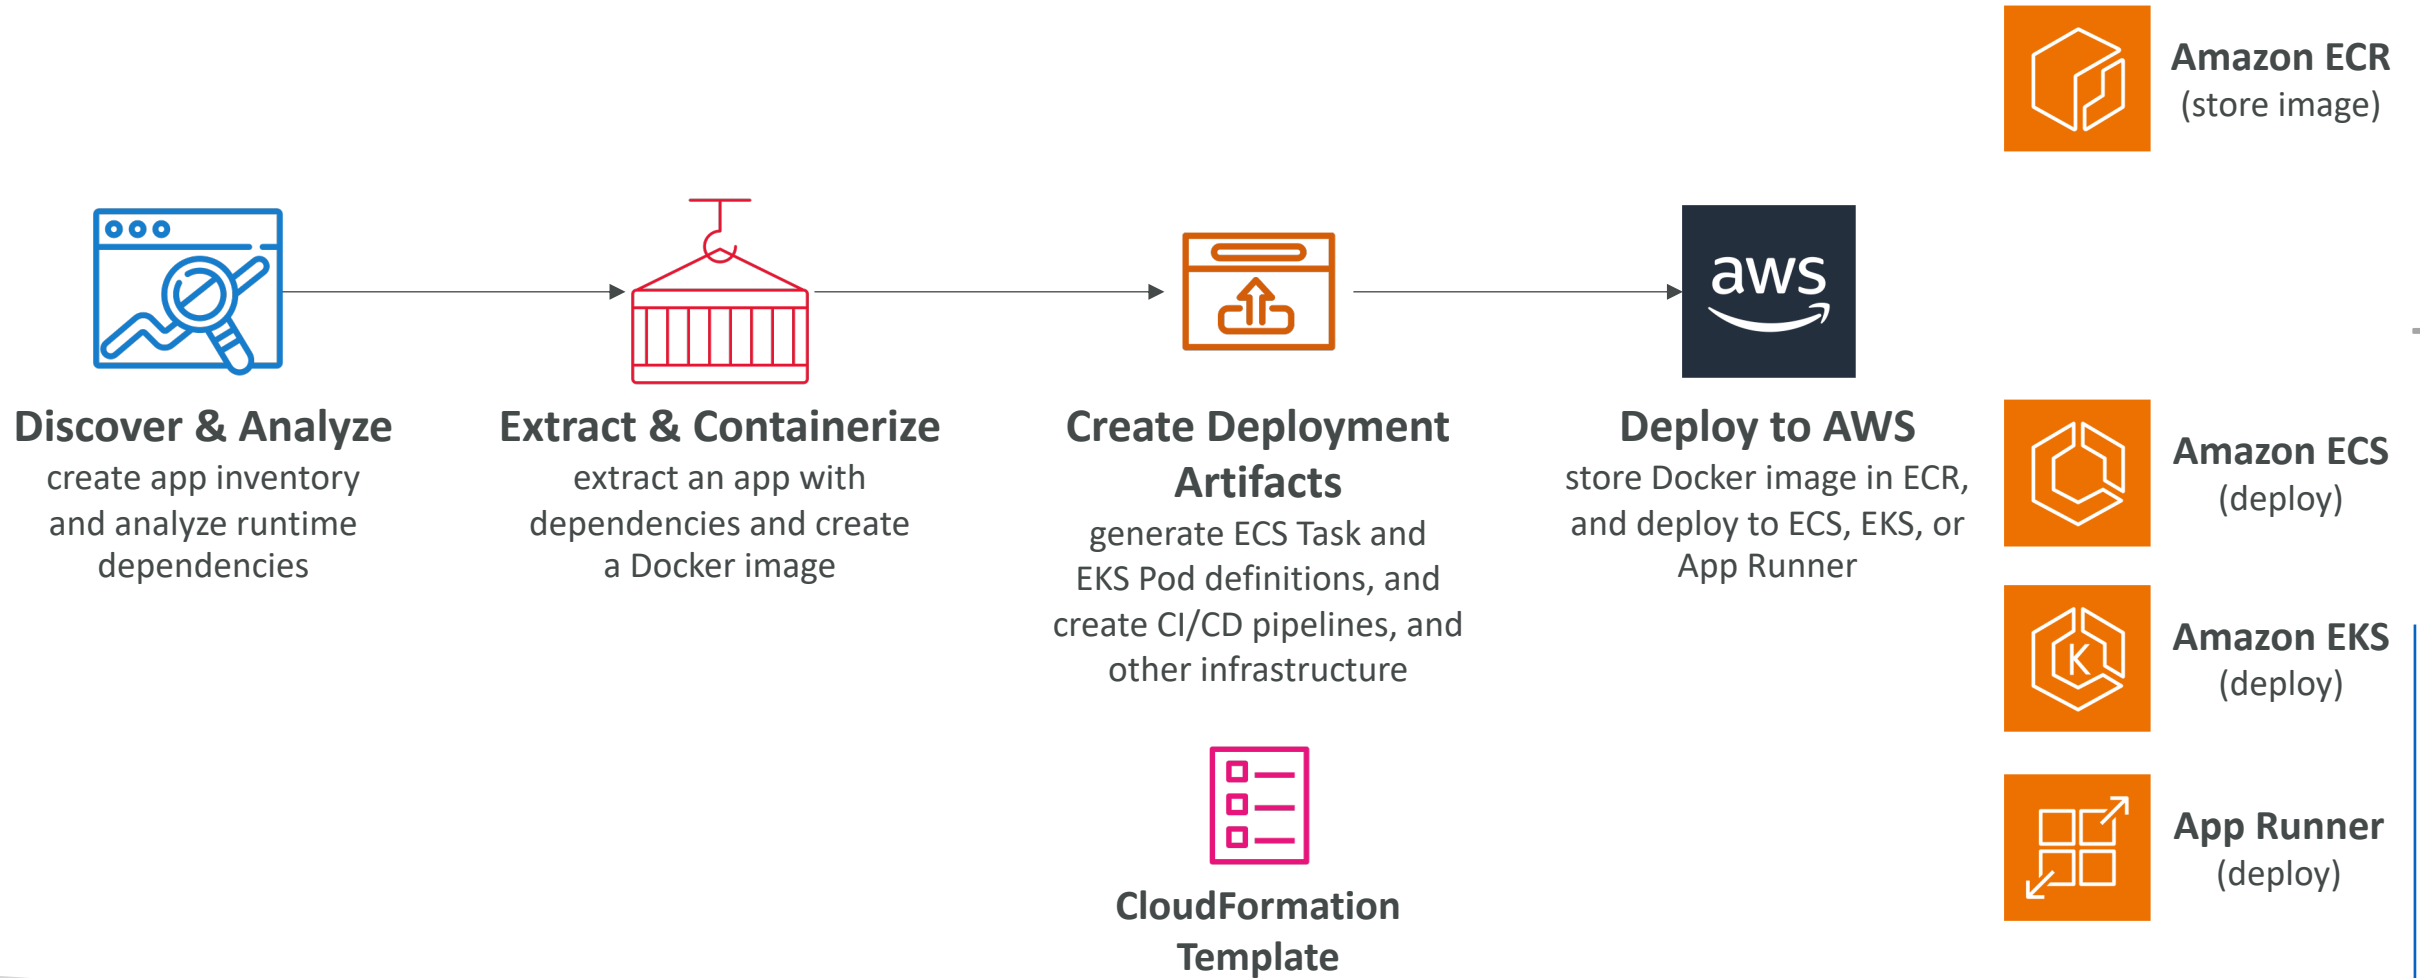 Amazon ECR
(store image)
aws
Discover & Analyze
create app inventory
and analyze runtime
dependencies
Extract & Containerize
extract an app with
dependencies and create
a Docker image
Create Deployment
Artifacts
generate ECS Task and
EKS Pod definitions, and
create CI/CD pipelines, and
other infrastructure
CloudFormation
Template
Deploy to AWS
store Docker image in ECR,
and deploy to ECS, EKS, or
App Runner
Amazon ECS
(deploy)
K
Amazon EKS
(deploy)
App Runner
(deploy)